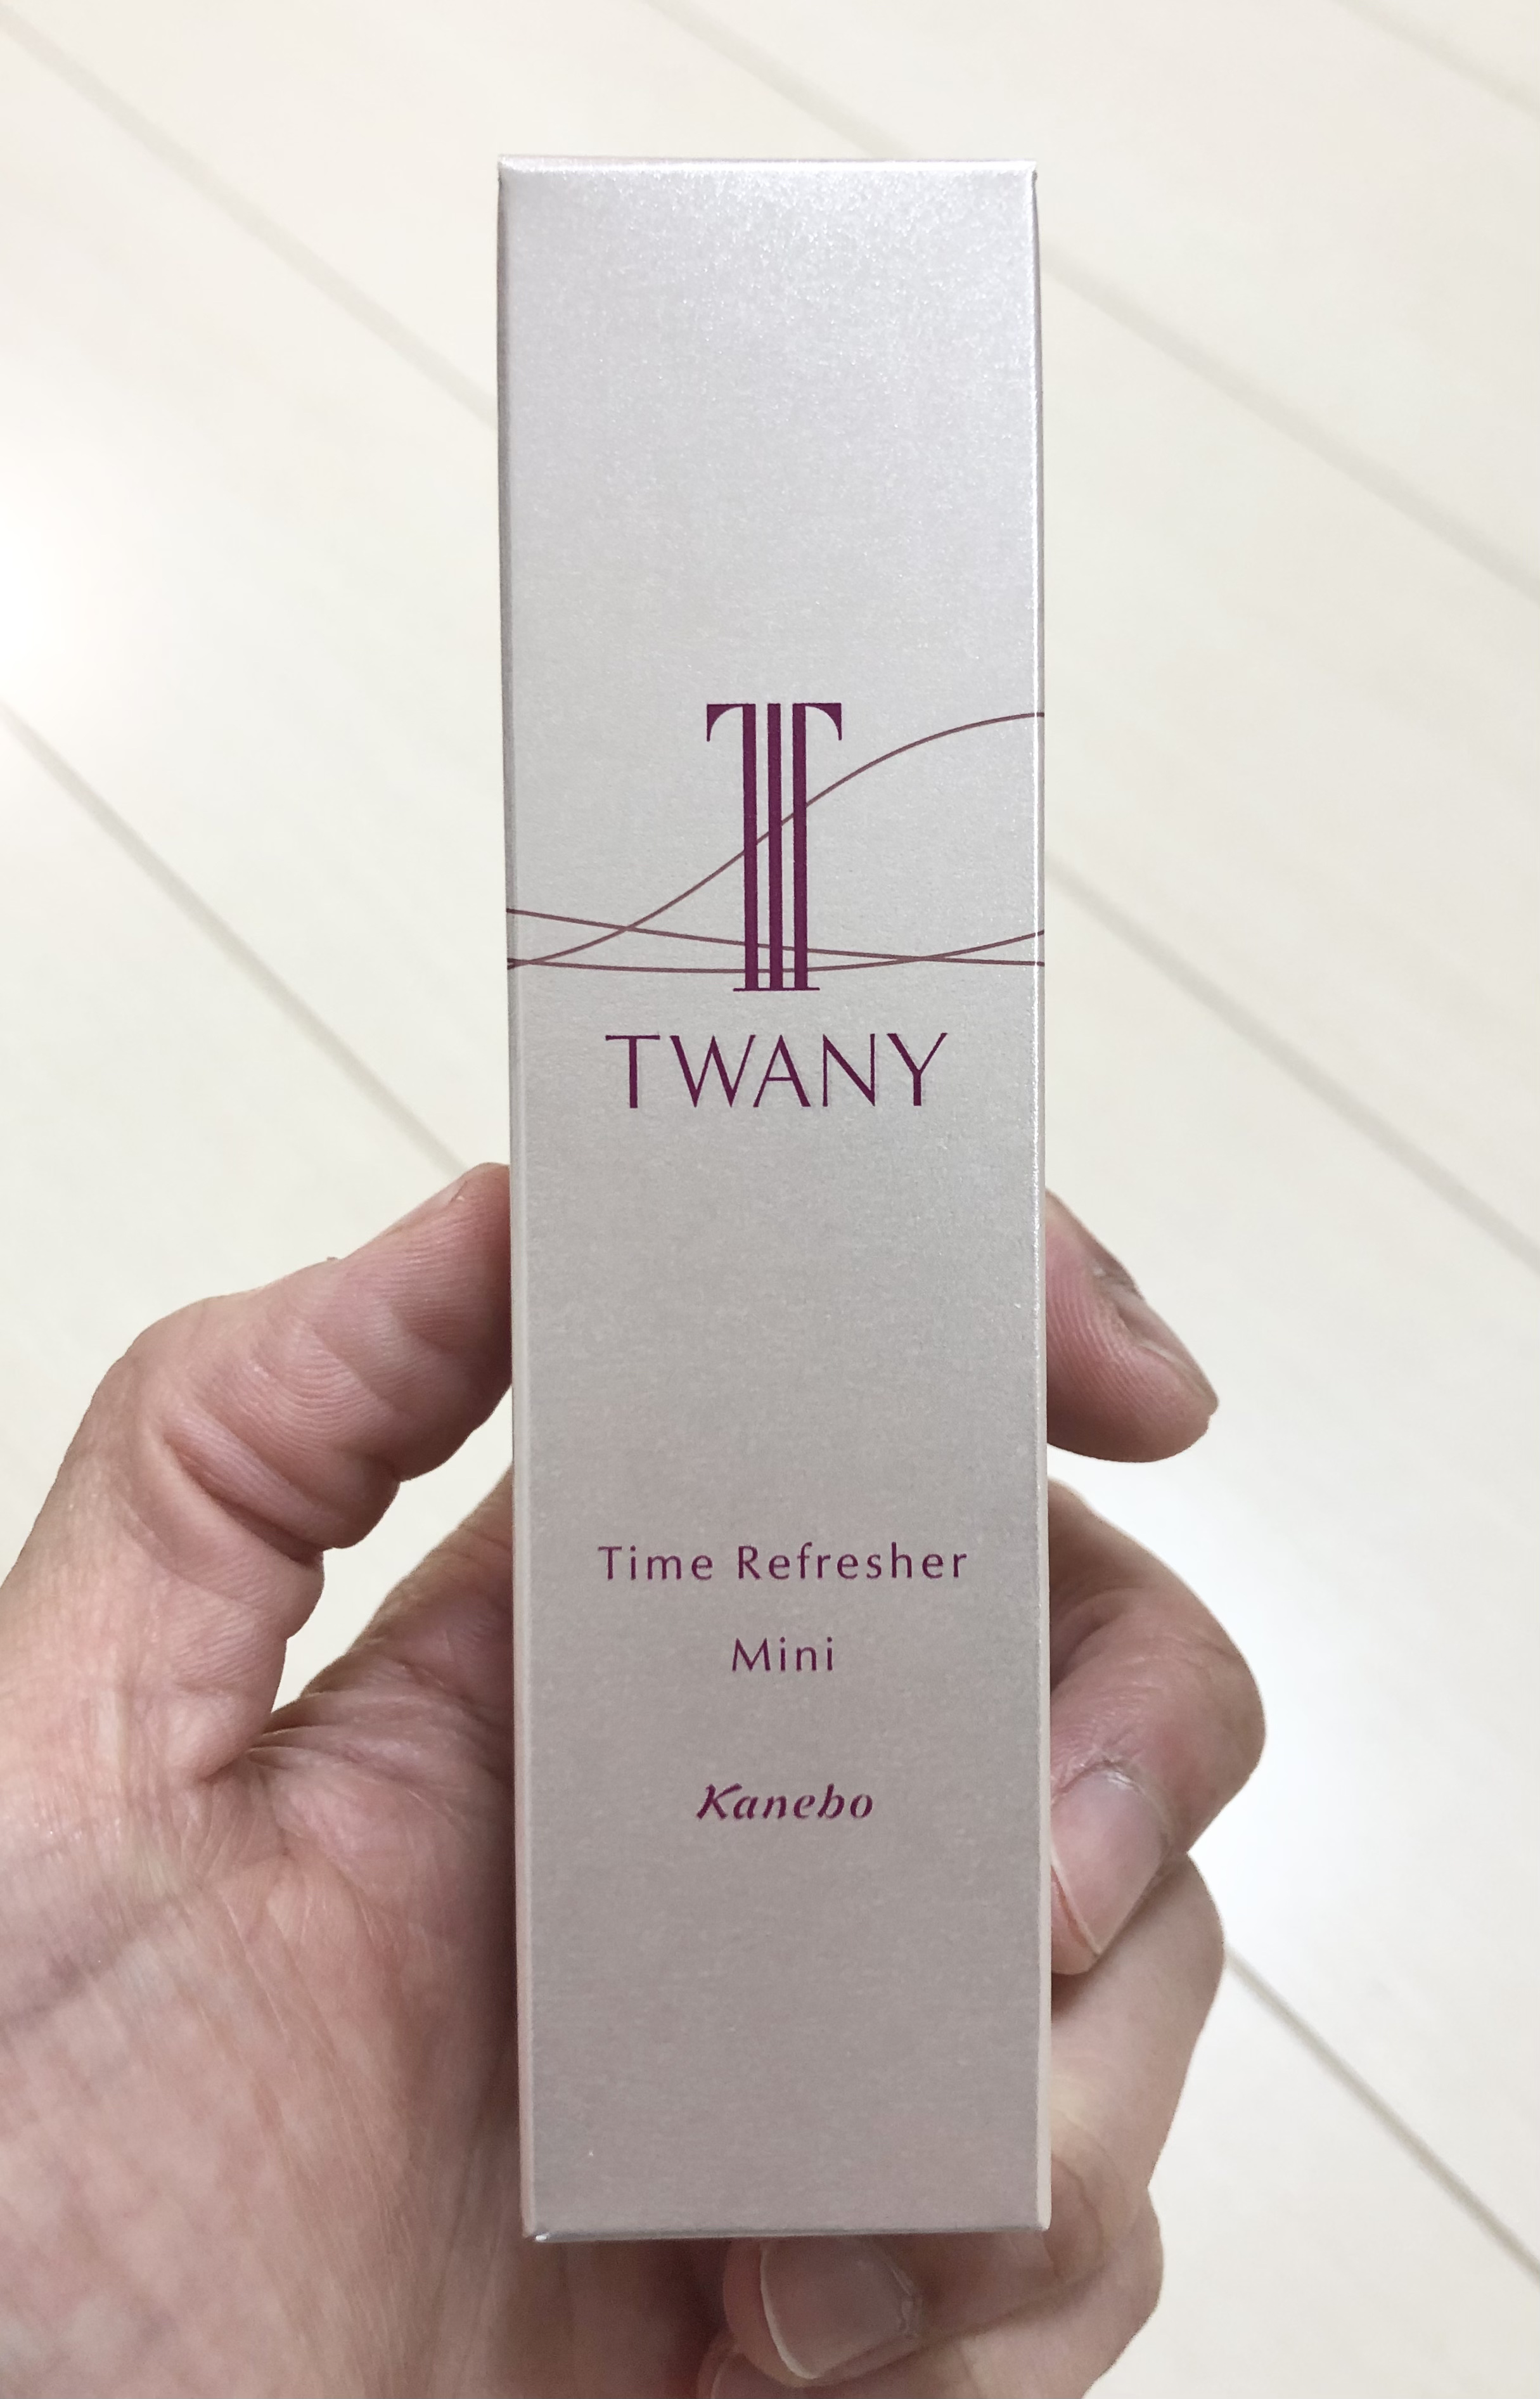 T
TWANY
Time Refresher
Mini
Kanebo